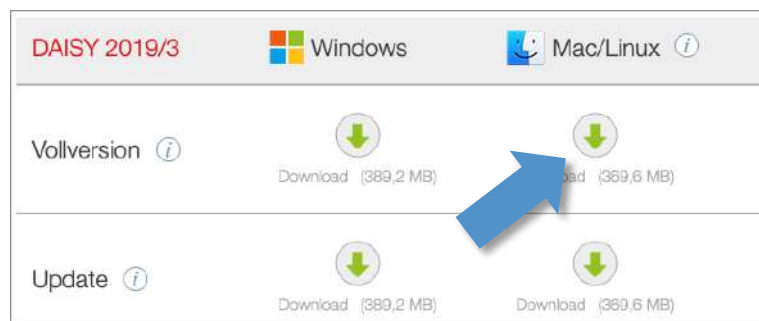 DAISY 2019/3 Windows Mac/Linux i
Vollversion i
Download (389,2 MB) oad (369,6 MB)
Update i
Download (389,2 MB) Download (369,6 MB)